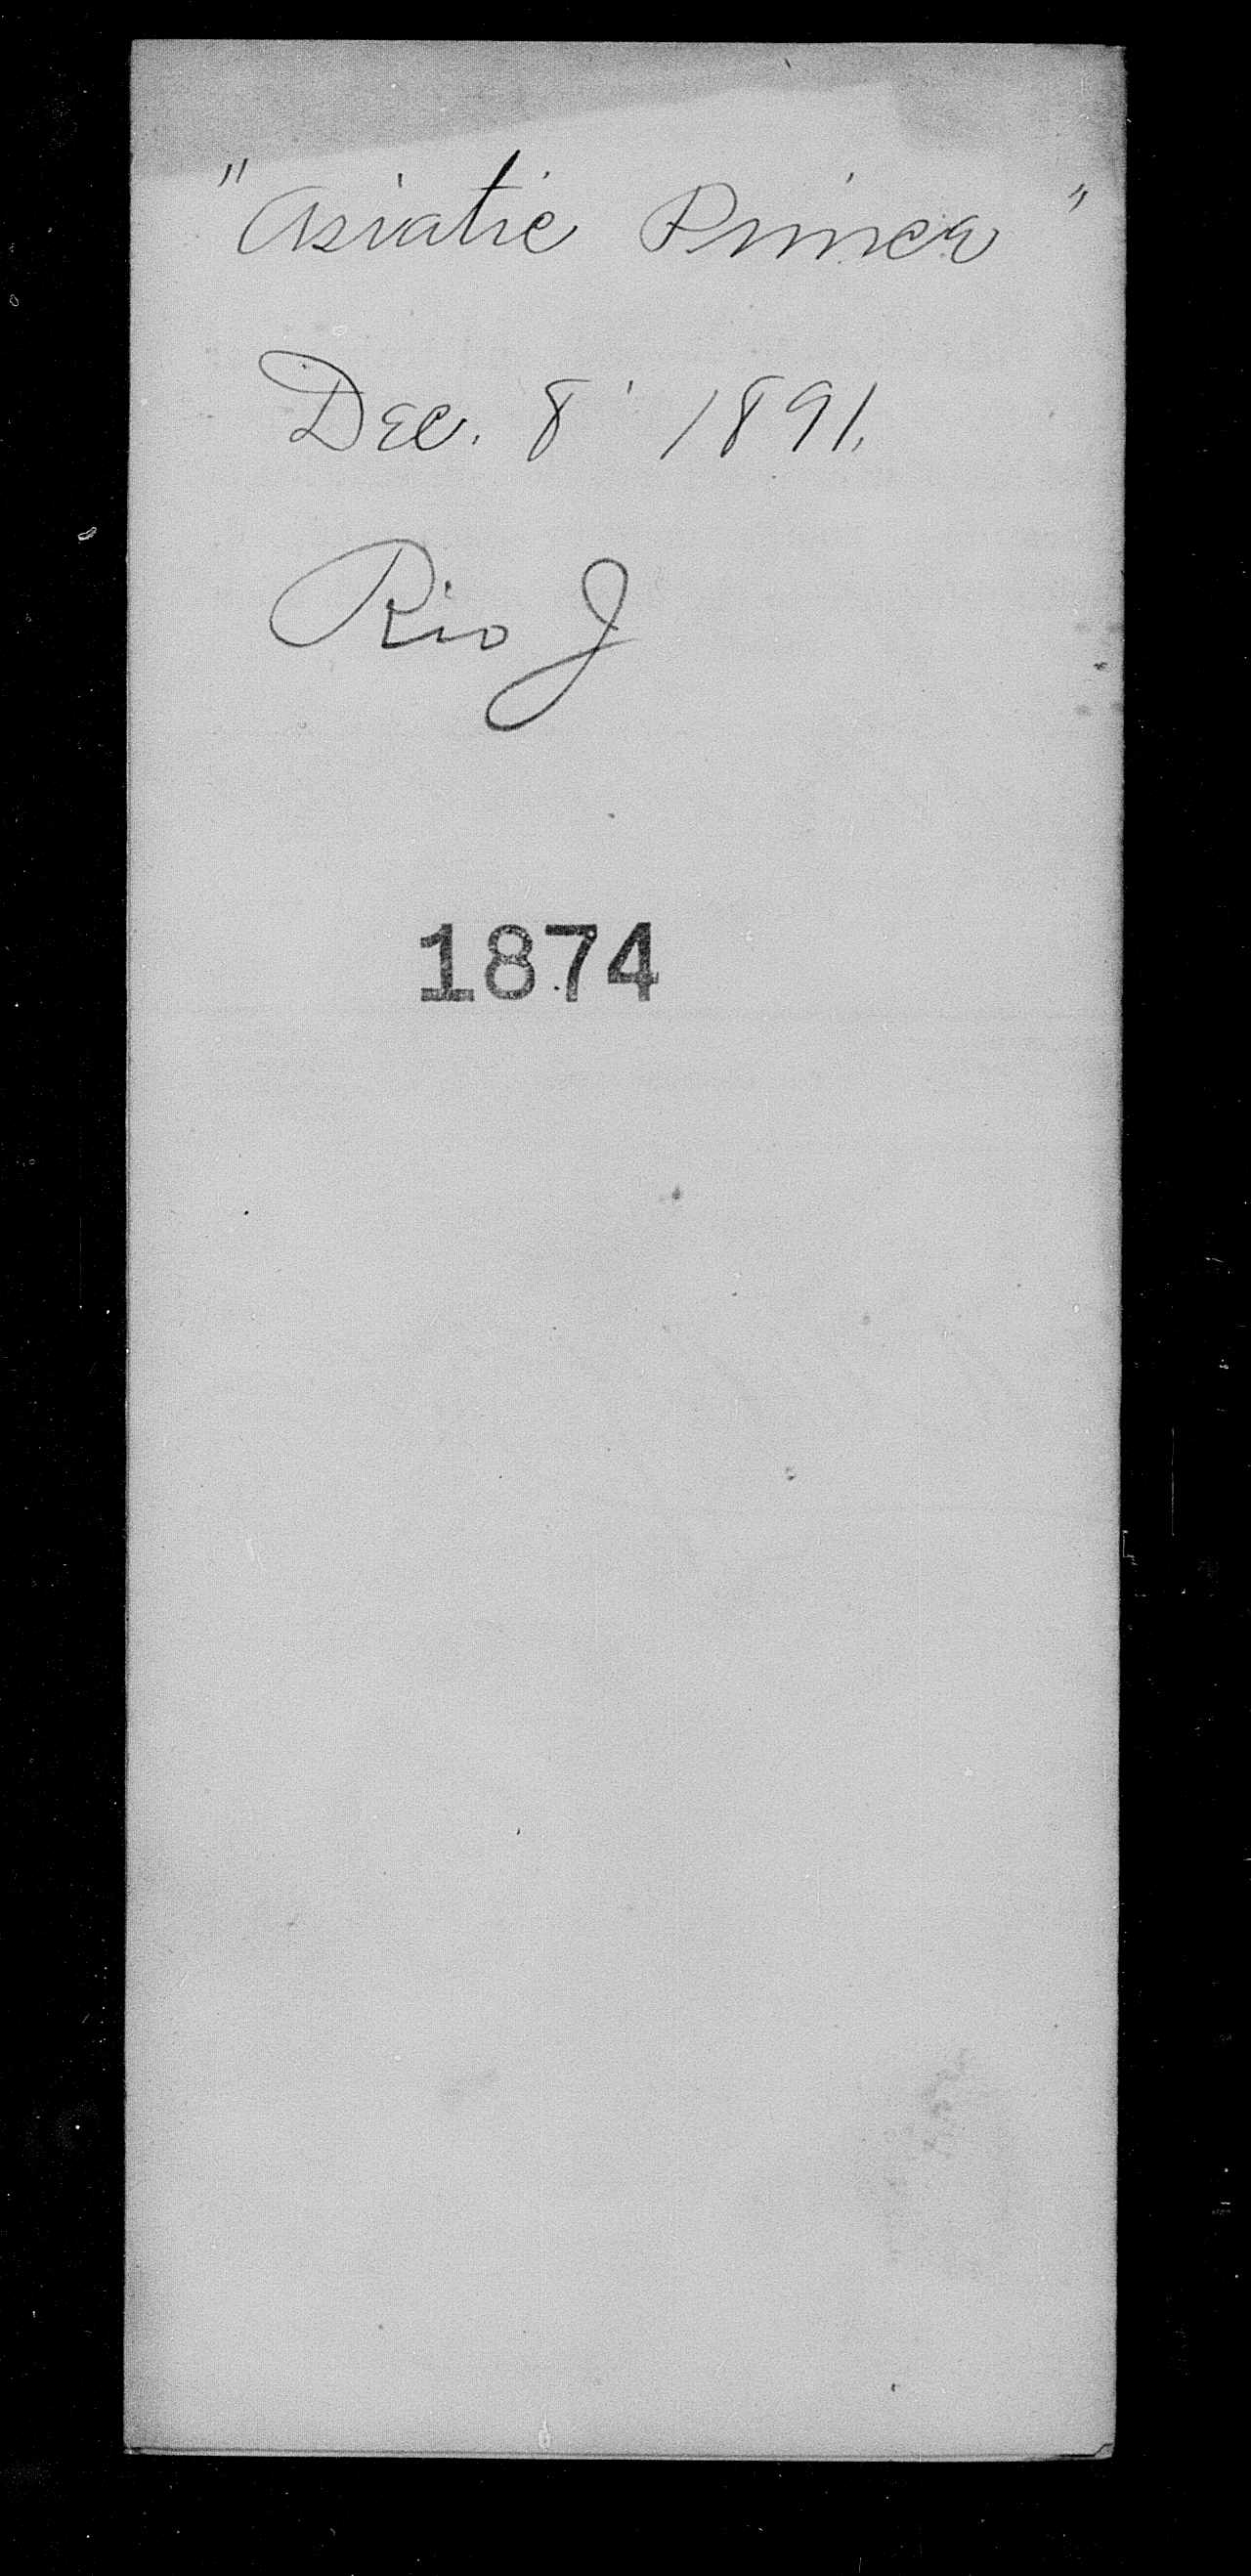 "Asiatic Prince"
Dec. 8' 1891.
Rio J
1874